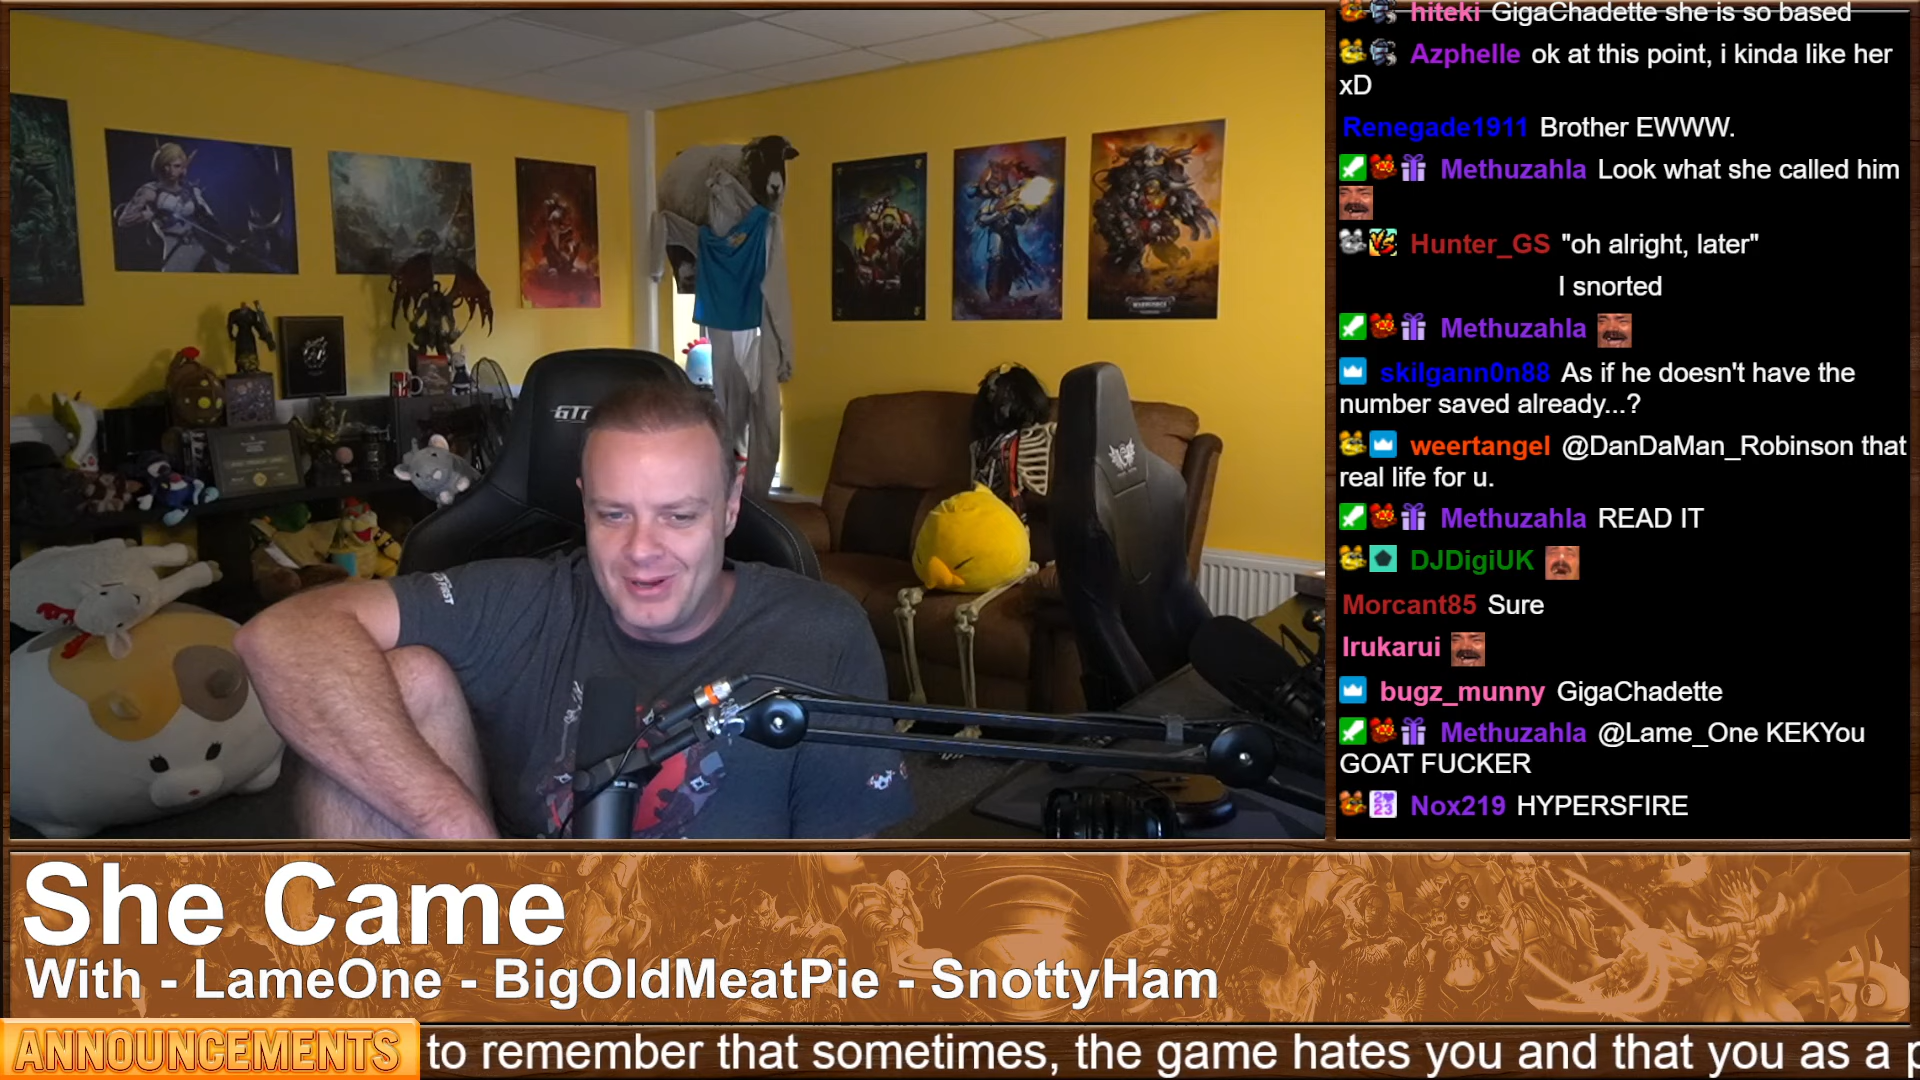 hiteki GigaChadette she is so based
Azphelle ok at this point, i kinda like her
xD
Renegade1911 Brother EWWW.
Methuzahla Look what she called him
Hunter_GS "oh alright, later"
I snorted
Methuzahla
skilgann0n88 As if he doesn't have the
number saved already...?
weertangel @DanDaMan_Robinson that
real life for u.
Methuzahla READ IT
DJDigiUK
Morcant85 Sure
Irukarui
bugz_munny GigaChadette
Methuzahla @Lame_One KEKYou
GOAT FUCKER
Nox219 HYPERSFIRE
She Came
With - LameOne - BigOldMeatPie - SnottyHam
ANNOUNCEMENTS to remember that sometimes, the game hates you and that you as a p